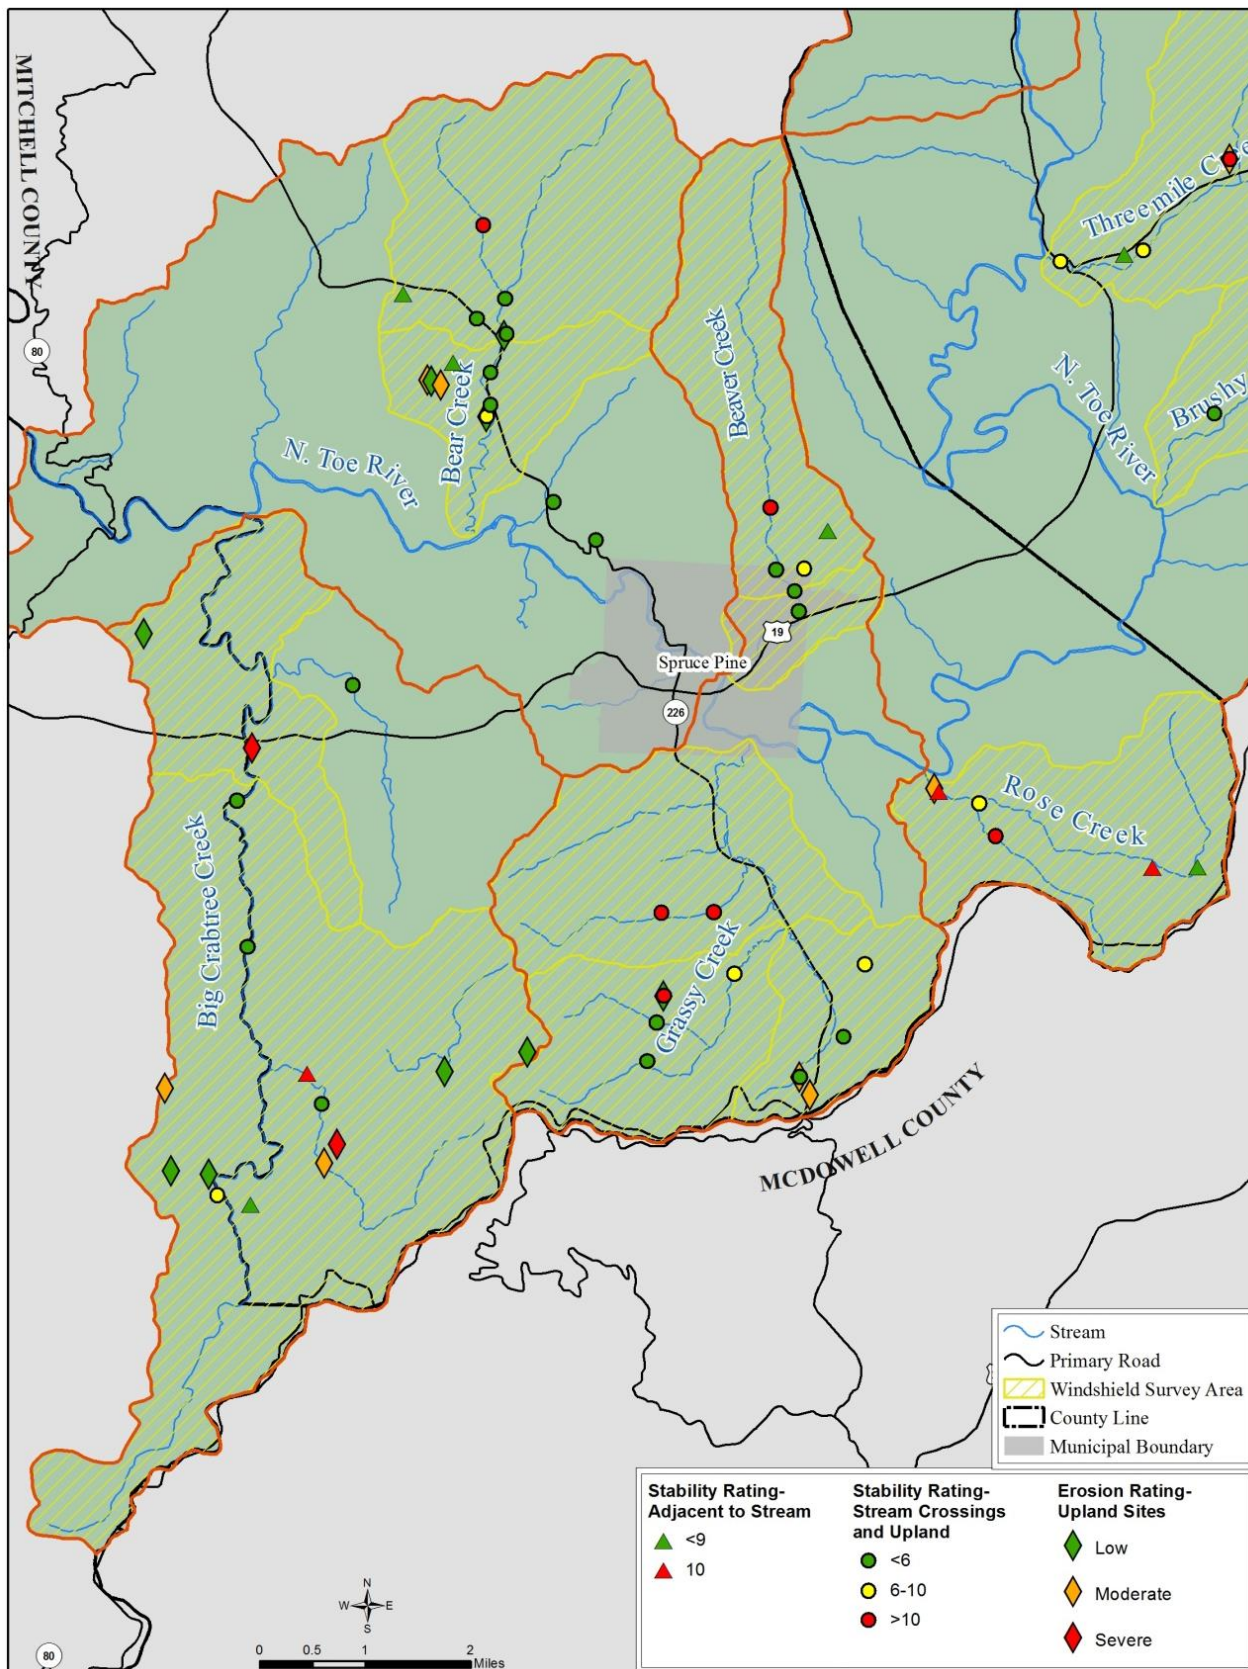 MITCHELL COUNTY
80
Threemile Cree
Bear Creek
Beaver Creek
N. Toe River
N. Toe River
Brushy
19
Spruce Pine
226
Rose Creek
Big Crabtree Creek
Grassy Creek
MCDOWELL COUNTY
Stream
Primary Road
Windshield Survey Area
County Line
Municipal Boundary
Stability Rating-
Adjacent to Stream
<9
10
Stability Rating-
Stream Crossings
and Upland
<6
6-10
>10
Erosion Rating-
Upland Sites
Low
Moderate
Severe
N
W E
S
0 0.5 1 2
Miles
80